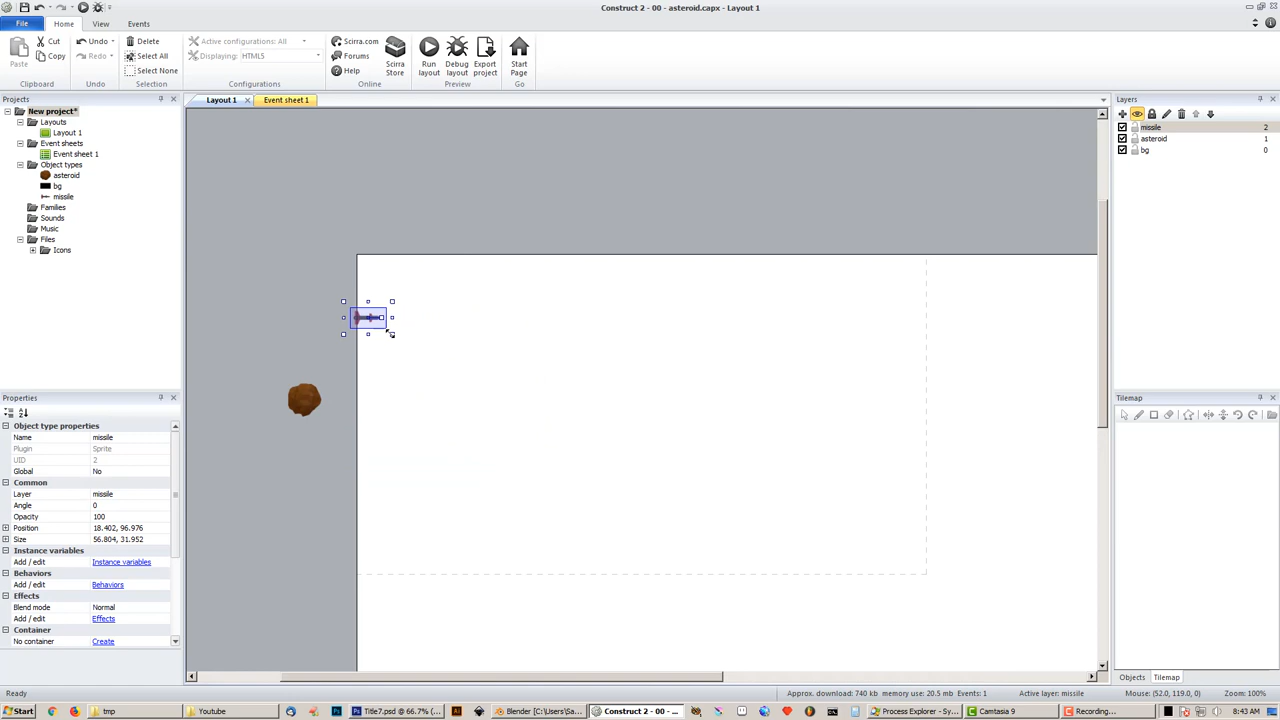 Construct 2 - 00 - asteroid.capx - Layout 1
File Home View Events
Paste Cut Copy
Clipboard
Undo Redo
Undo
Delete Select All Select None
Selection
Active configurations: All
Displaying: HTML5
Configurations
Scirra.com Forums Help
Scirra Store
Online
Run layout
Debug layout
Export project
Preview
Start Page
Go
Projects
New project*
Layouts
Layout 1
Event sheets
Event sheet 1
Object types
asteroid
bg
missile
Families
Sounds
Music
Files
Icons
Layout 1 Event sheet 1
Layers
missile 2
asteroid 1
bg 0
Properties
Object type properties
Name missile
Plugin Sprite
UID 2
Global No
Common
Layer missile
Angle 0
Opacity 100
Position 18.402, 96.976
Size 56.804, 31.952
Instance variables
Add / edit Instance variables
Behaviors
Add / edit Behaviors
Effects
Blend mode Normal
Add / edit Effects
Container
No container Create
Tilemap
Objects Tilemap
Ready Approx. download: 740 kb memory use: 20.5 mb Events: 1 Active layer: missile Mouse: (52.0, 119.0, 0) Zoom: 100%
Start tmp Youtube Title7.psd @ 66.7% (... Blender [C:\Users\Sa... Construct 2 - 00 - ... Process Explorer - Sy... Camtasia 9 Recording... 8:43 AM